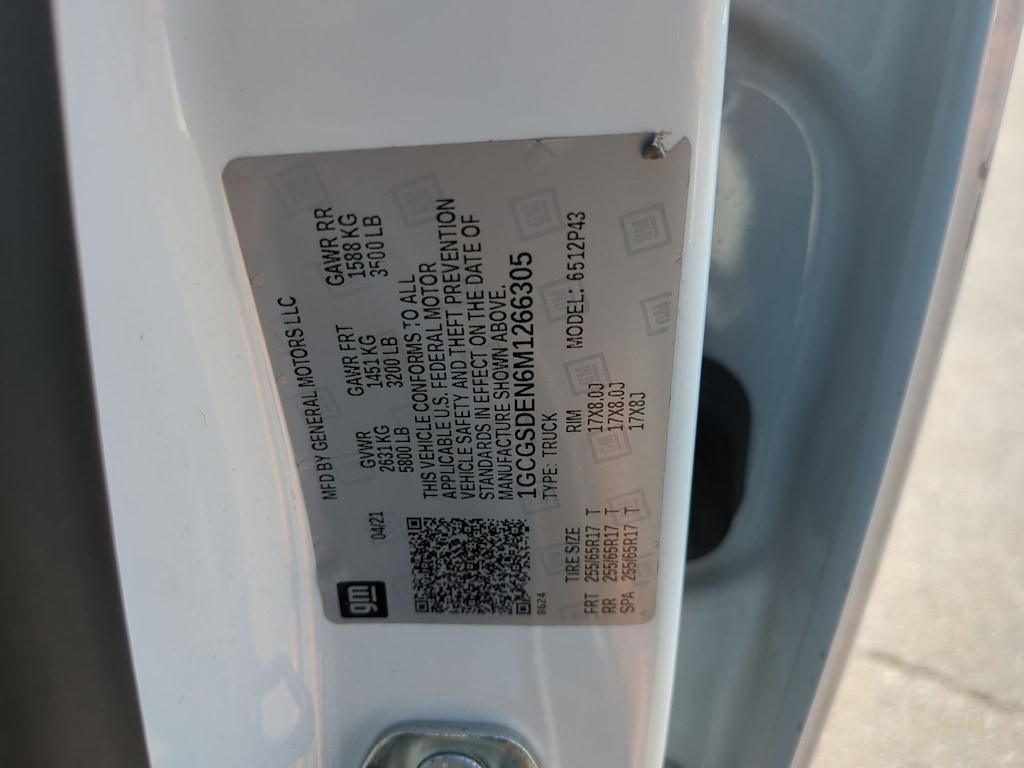 gm
04/21
MFD BY GENERAL MOTORS LLC
GVWR GAWR FRT GAWR RR
2631 KG 1451 KG 1588 KG
5800 LB 3200 LB 3500 LB
THIS VEHICLE CONFORMS TO ALL
APPLICABLE U.S. FEDERAL MOTOR
VEHICLE SAFETY AND THEFT PREVENTION
STANDARDS IN EFFECT ON THE DATE OF
MANUFACTURE SHOWN ABOVE.
1GCGSDEN6M1266305
8624
TYPE: TRUCK MODEL: 6512P43
TIRE SIZE RIM
FRT 255/65R17 T 17X8.0J
RR 255/65R17 T 17X8.0J
SPA 255/65R17 T 17X8J